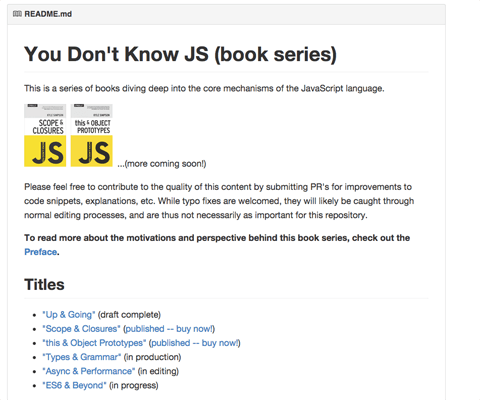 README.md
You Don't Know JS (book series)
This is a series of books diving deep into the core mechanisms of the JavaScript language.
KYLE SIMPSON
KYLE SIMPSON
SCOPE &
CLOSURES
this & OBJECT
PROTOTYPES
JS
JS
...(more coming soon!)
Please feel free to contribute to the quality of this content by submitting PR's for improvements to
code snippets, explanations, etc. While typo fixes are welcomed, they will likely be caught through
normal editing processes, and are thus not necessarily as important for this repository.
To read more about the motivations and perspective behind this book series, check out the
Preface.
Titles
"Up & Going" (draft complete)
"Scope & Closures" (published -- buy now!)
"this & Object Prototypes" (published -- buy now!)
"Types & Grammar" (in production)
"Async & Performance" (in editing)
"ES6 & Beyond" (in progress)